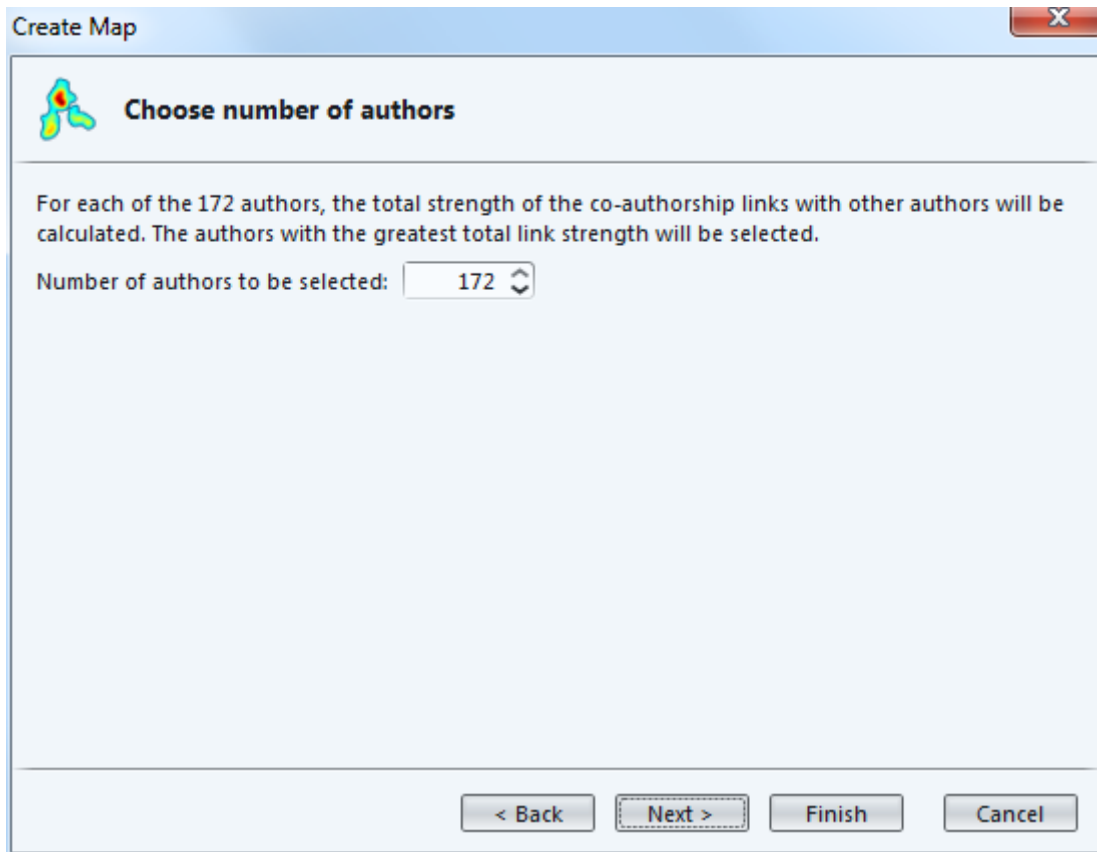 Create Map
Choose number of authors
For each of the 172 authors, the total strength of the co-authorship links with other authors will be
calculated. The authors with the greatest total link strength will be selected.
Number of authors to be selected: 172
< Back Next > Finish Cancel